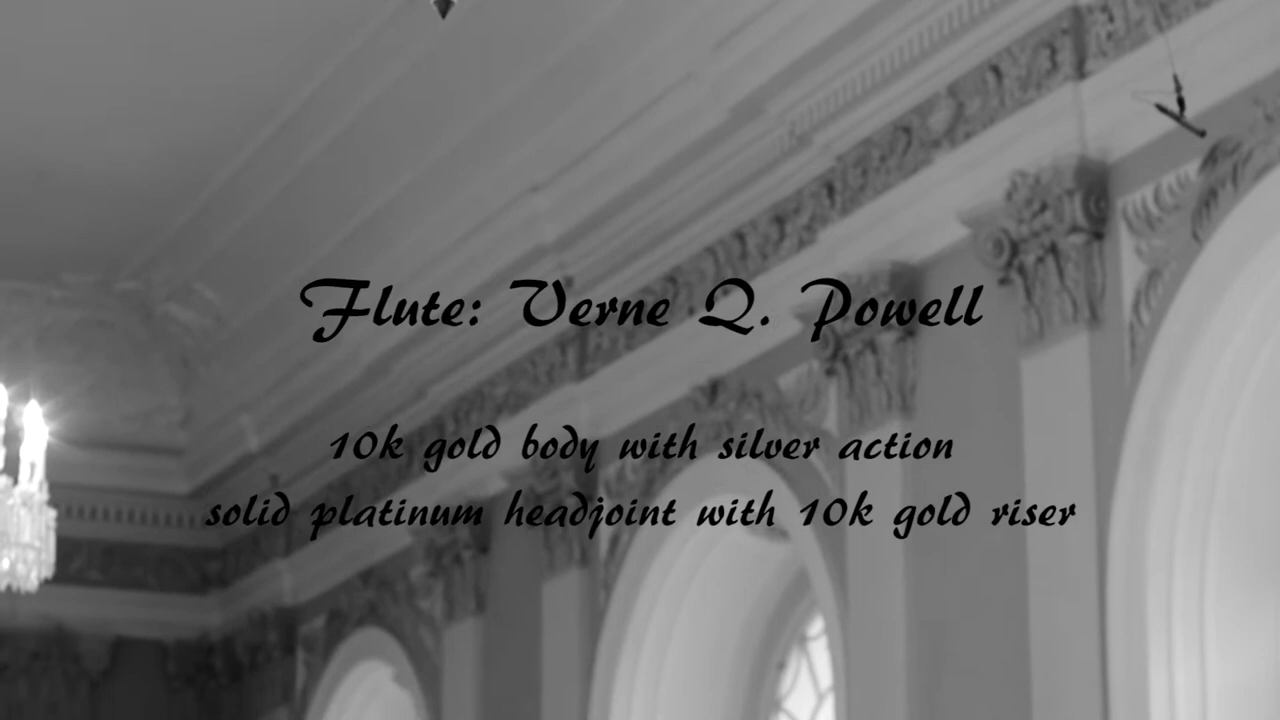 Flute: Verne Q. Powell
10k gold body with silver action
solid platinum headjoint with 10k gold riser